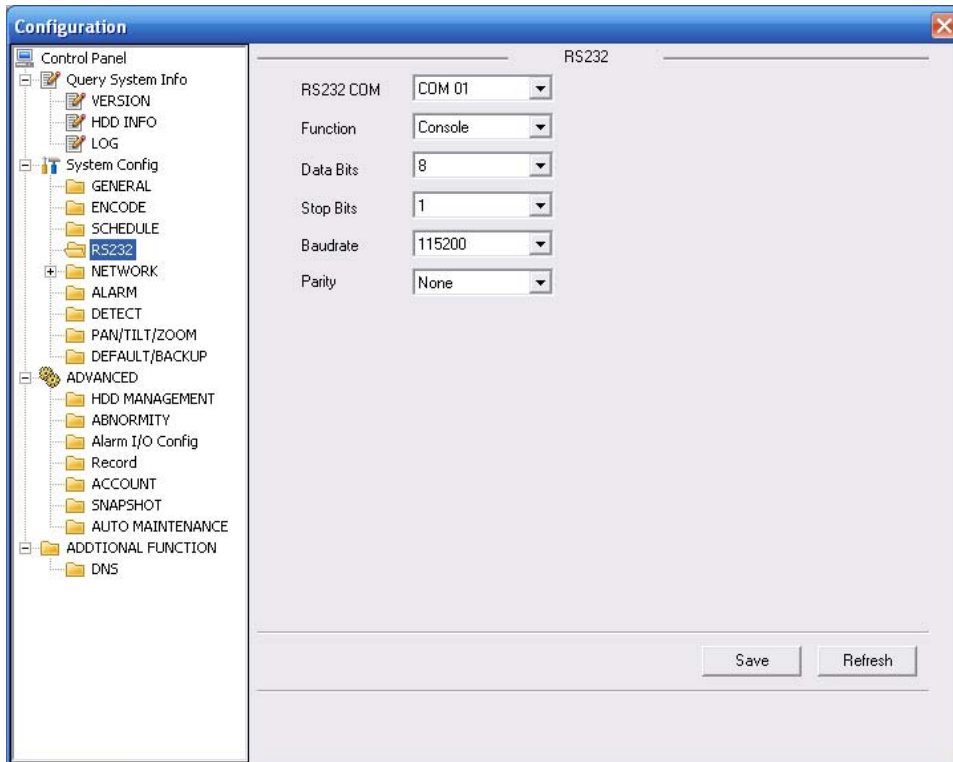 Configuration
Control Panel
Query System Info
VERSION
HDD INFO
LOG
System Config
GENERAL
ENCODE
SCHEDULE
RS232
NETWORK
ALARM
DETECT
PAN/TILT/ZOOM
DEFAULT/BACKUP
ADVANCED
HDD MANAGEMENT
ABNORMITY
Alarm I/O Config
Record
ACCOUNT
SNAPSHOT
AUTO MAINTENANCE
ADDTIONAL FUNCTION
DNS
RS232
RS232 COM COM 01
Function Console
Data Bits 8
Stop Bits 1
Baudrate 115200
Parity None
Save Refresh